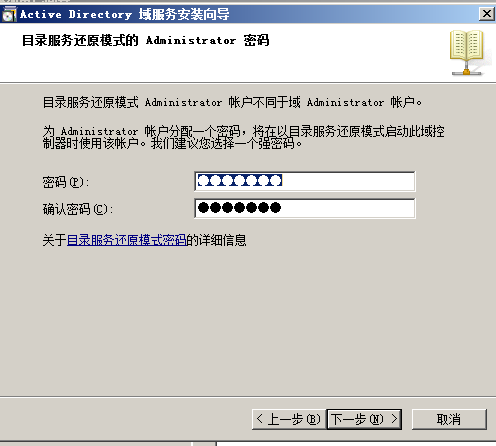 Active Directory 域服务安装向导
目录服务还原模式的 Administrator 密码
目录服务还原模式 Administrator 帐户不同于域 Administrator 帐户。
为 Administrator 帐户分配一个密码，将在以目录服务还原模式启动此域控
制器时使用该帐户。我们建议您选择一个强密码。
密码(P):
●●●●●●●
确认密码(C):
●●●●●●●
关于目录服务还原模式密码的详细信息
< 上一步(B) 下一步(N) > 取消